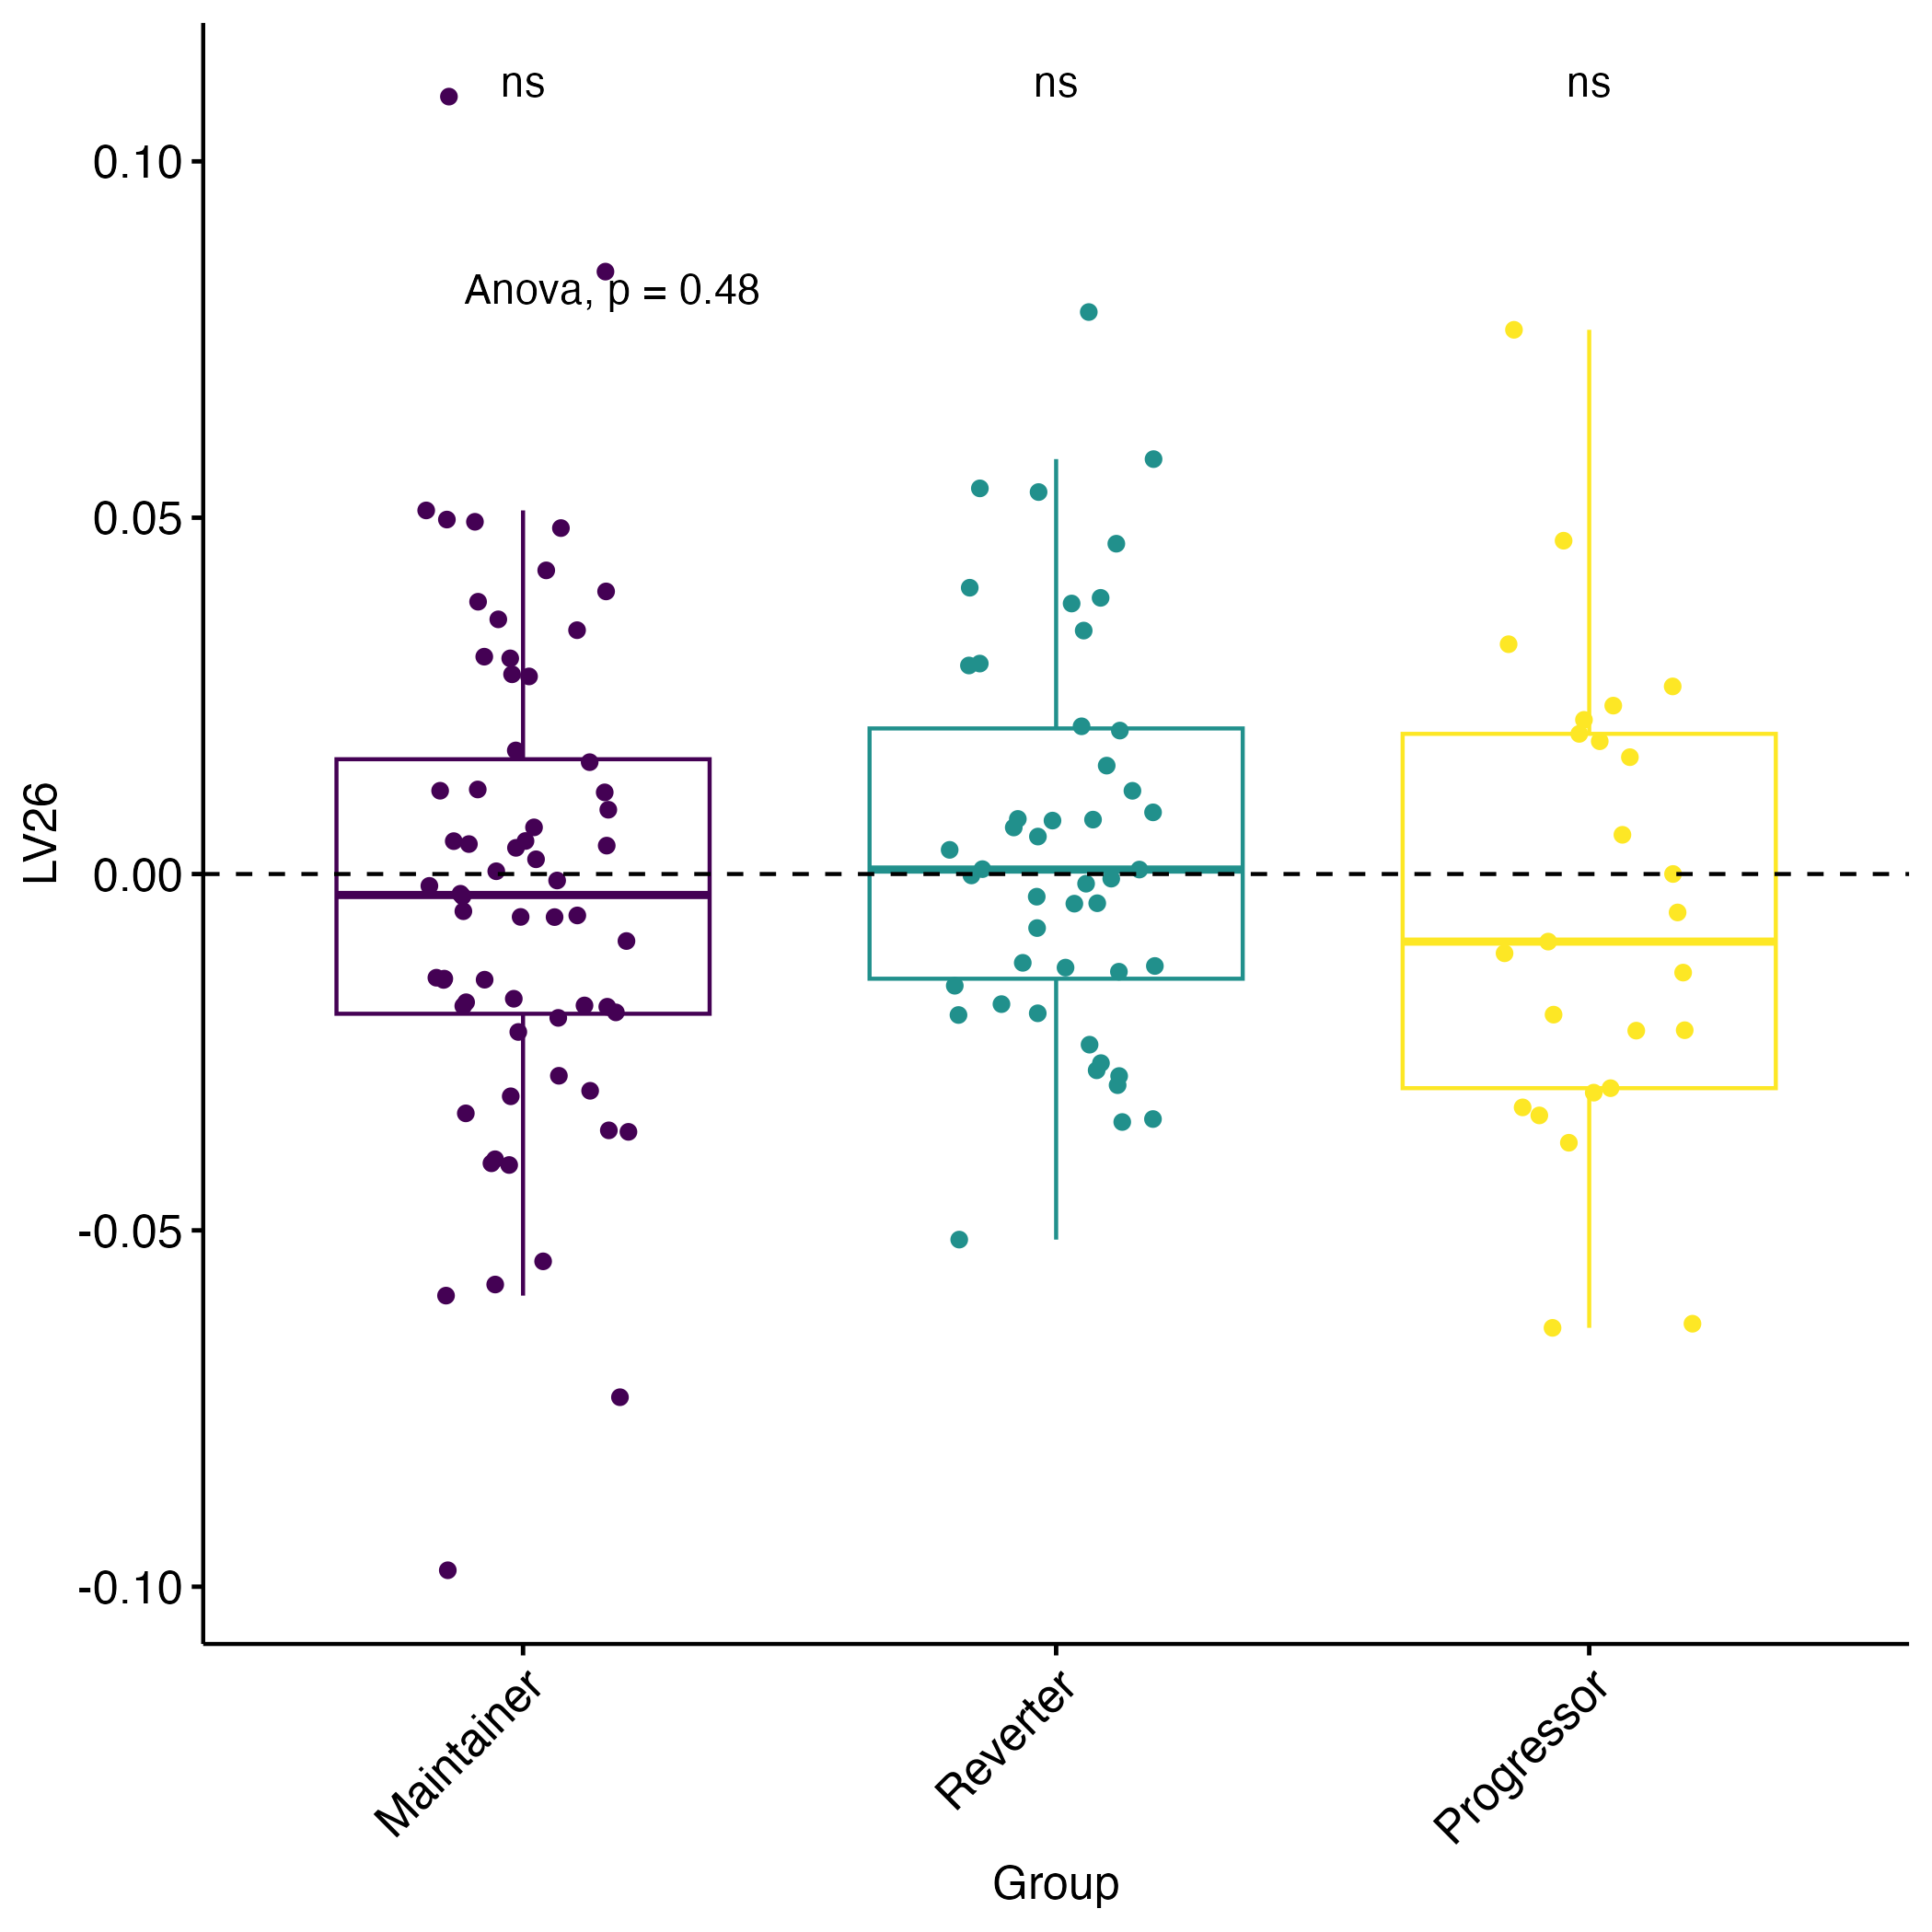 ns ns ns
Anova, p = 0.48
0.10
0.05
0.00
-0.05
-0.10
LV26
Maintainer
Reverter
Progressor
Group